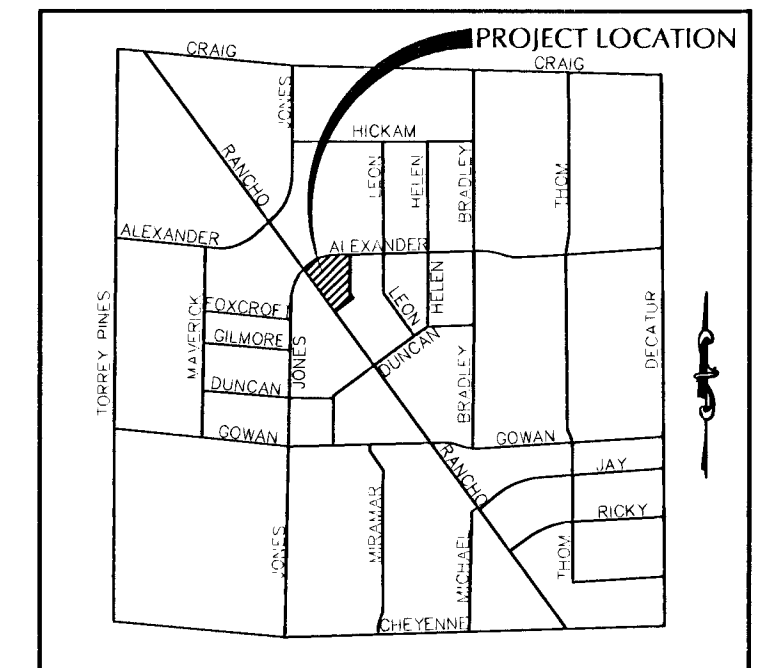 PROJECT LOCATION
CRAIG
CRAIG
JONES
HICKAM
RANCHO
LEON
HELEN
BRADLEY
THOM
ALEXANDER
ALEXANDER
TORREY PINES
MAVERICK
FOXCROFT
GILMORE
JONES
LEON
HELEN
DUNCAN
DECATUR
DUNCAN
BRADLEY
GOWAN
GOWAN
RANCHO
JAY
RICKY
JONES
MIRAMAR
MICHAEL
THOM
CHEYENNE